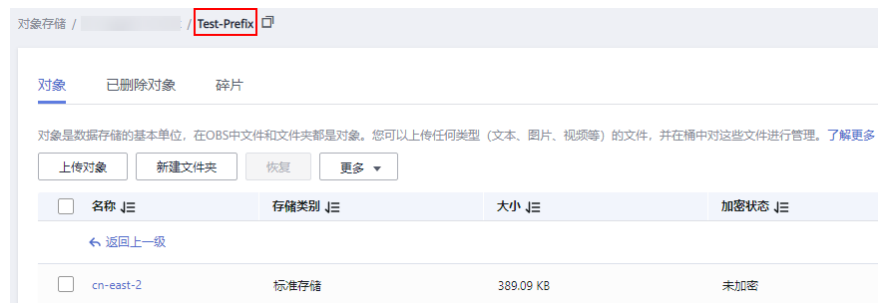 对象存储 / / Test-Prefix
对象 已删除对象 碎片
对象是数据存储的基本单位，在OBS中文件和文件夹都是对象。您可以上传任何类型（文本、图片、视频等）的文件，并在桶中对这些文件进行管理。了解更多
上传对象 新建文件夹 恢复 更多
名称 存储类别 大小 加密状态
返回上一级
cn-east-2 标准存储 389.09 KB 未加密